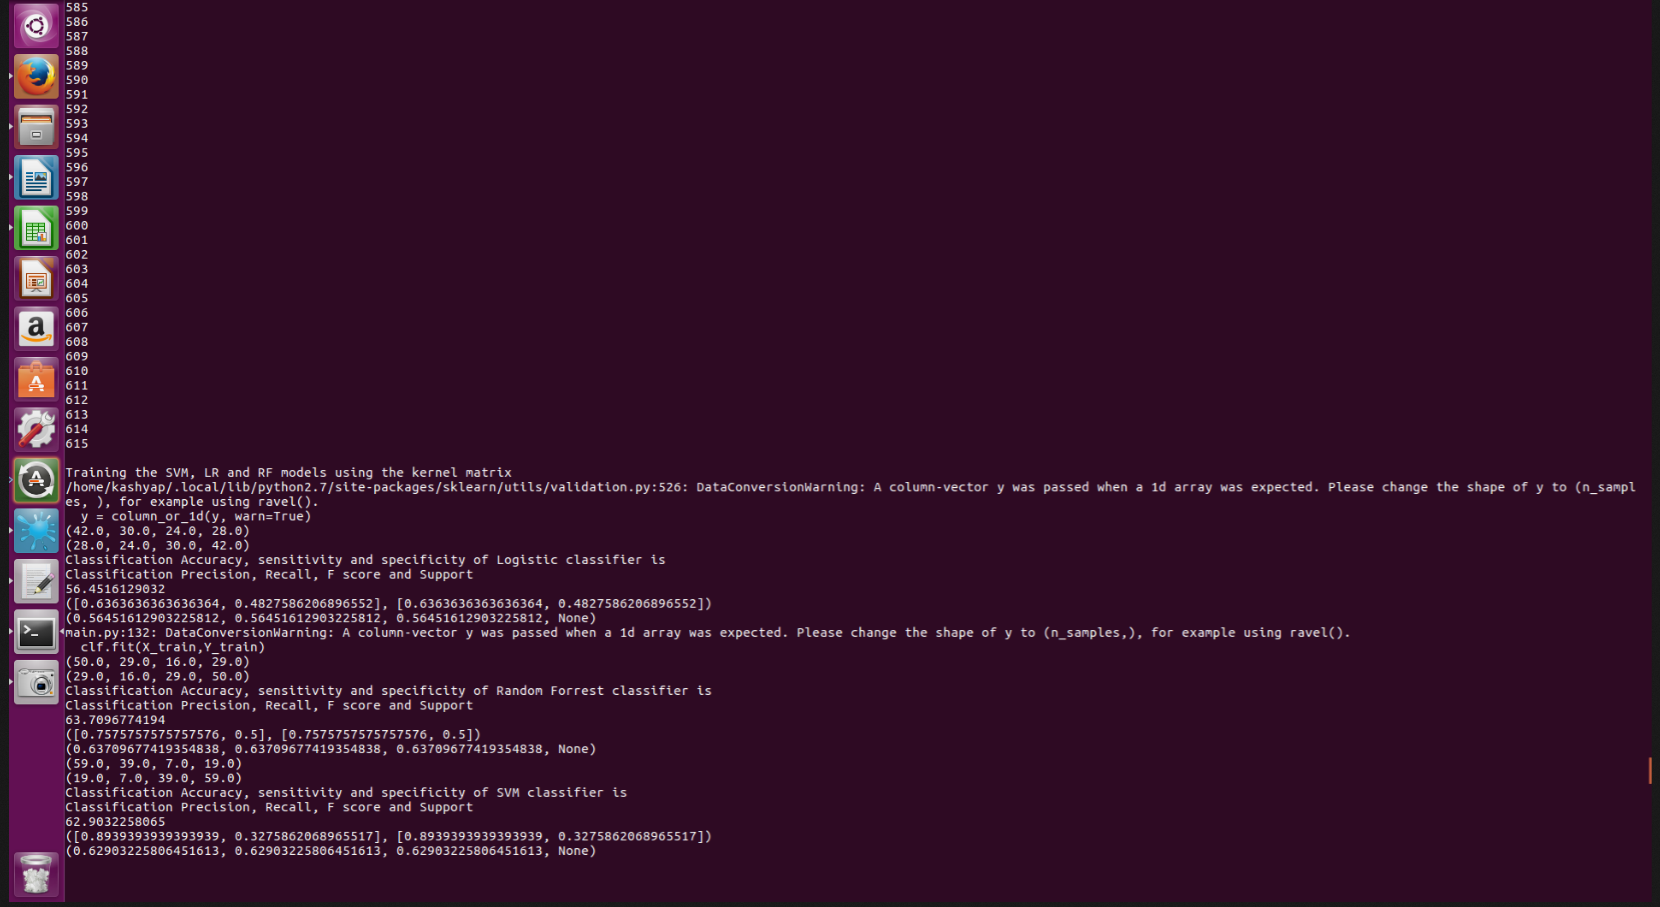 585
586
587
588
589
590
591
592
593
594
595
596
597
598
599
600
601
602
603
604
605
606
607
608
609
610
611
612
613
614
615
Training the SVM, LR and RF models using the kernel matrix
/home/kashyap/.local/lib/python2.7/site-packages/sklearn/utils/validation.py:526: DataConversionWarning: A column-vector y was passed when a 1d array was expected. Please change the shape of y to (n_sampl
es, ), for example using ravel().
  y = column_or_1d(y, warn=True)
(42.0, 30.0, 24.0, 28.0)
(28.0, 24.0, 30.0, 42.0)
Classification Accuracy, sensitivity and specificity of Logistic classifier is
Classification Precision, Recall, F score and Support
56.4516129032
([0.6363636363636364, 0.4827586206896552], [0.6363636363636364, 0.4827586206896552])
(0.56451612903225812, 0.56451612903225812, 0.56451612903225812, None)
main.py:132: DataConversionWarning: A column-vector y was passed when a 1d array was expected. Please change the shape of y to (n_samples,), for example using ravel().
  clf.fit(X_train,Y_train)
(50.0, 29.0, 16.0, 29.0)
(29.0, 16.0, 29.0, 50.0)
Classification Accuracy, sensitivity and specificity of Random Forrest classifier is
Classification Precision, Recall, F score and Support
63.7096774194
([0.7575757575757576, 0.5], [0.7575757575757576, 0.5])
(0.63709677419354838, 0.63709677419354838, 0.63709677419354838, None)
(59.0, 39.0, 7.0, 19.0)
(19.0, 7.0, 39.0, 59.0)
Classification Accuracy, sensitivity and specificity of SVM classifier is
Classification Precision, Recall, F score and Support
62.9032258065
([0.8939393939393939, 0.3275862068965517], [0.8939393939393939, 0.3275862068965517])
(0.62903225806451613, 0.62903225806451613, 0.62903225806451613, None)